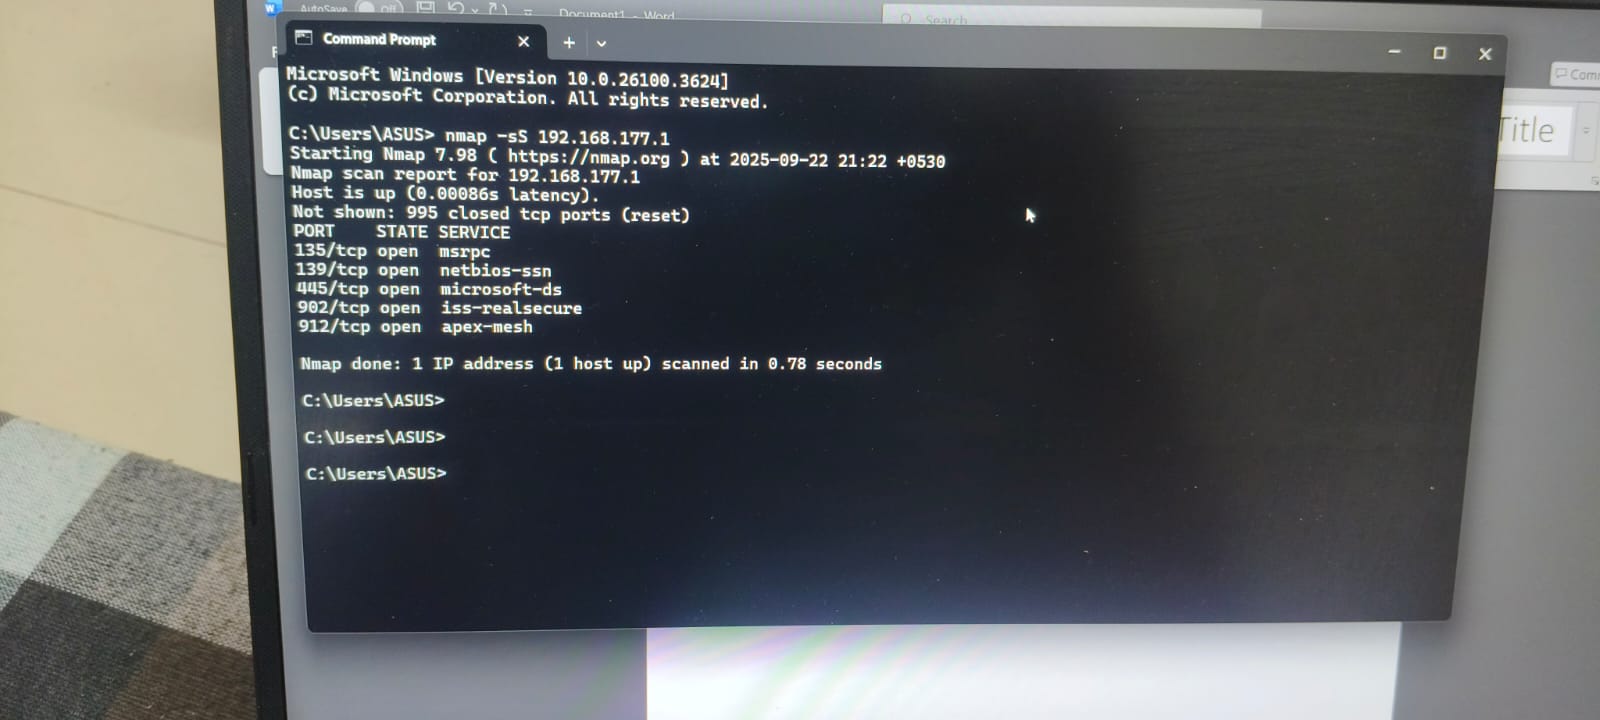 AutoSave Off Document1 - Word Search
Command Prompt
Comm
Title
Microsoft Windows [Version 10.0.26100.3624]
(c) Microsoft Corporation. All rights reserved.
C:\Users\ASUS> nmap -sS 192.168.177.1
Starting Nmap 7.98 ( https://nmap.org ) at 2025-09-22 21:22 +0530
Nmap scan report for 192.168.177.1
Host is up (0.00086s latency).
Not shown: 995 closed tcp ports (reset)
PORT    STATE SERVICE
135/tcp open  msrpc
139/tcp open  netbios-ssn
445/tcp open  microsoft-ds
902/tcp open  iss-realsecure
912/tcp open  apex-mesh
Nmap done: 1 IP address (1 host up) scanned in 0.78 seconds
C:\Users\ASUS>
C:\Users\ASUS>
C:\Users\ASUS>